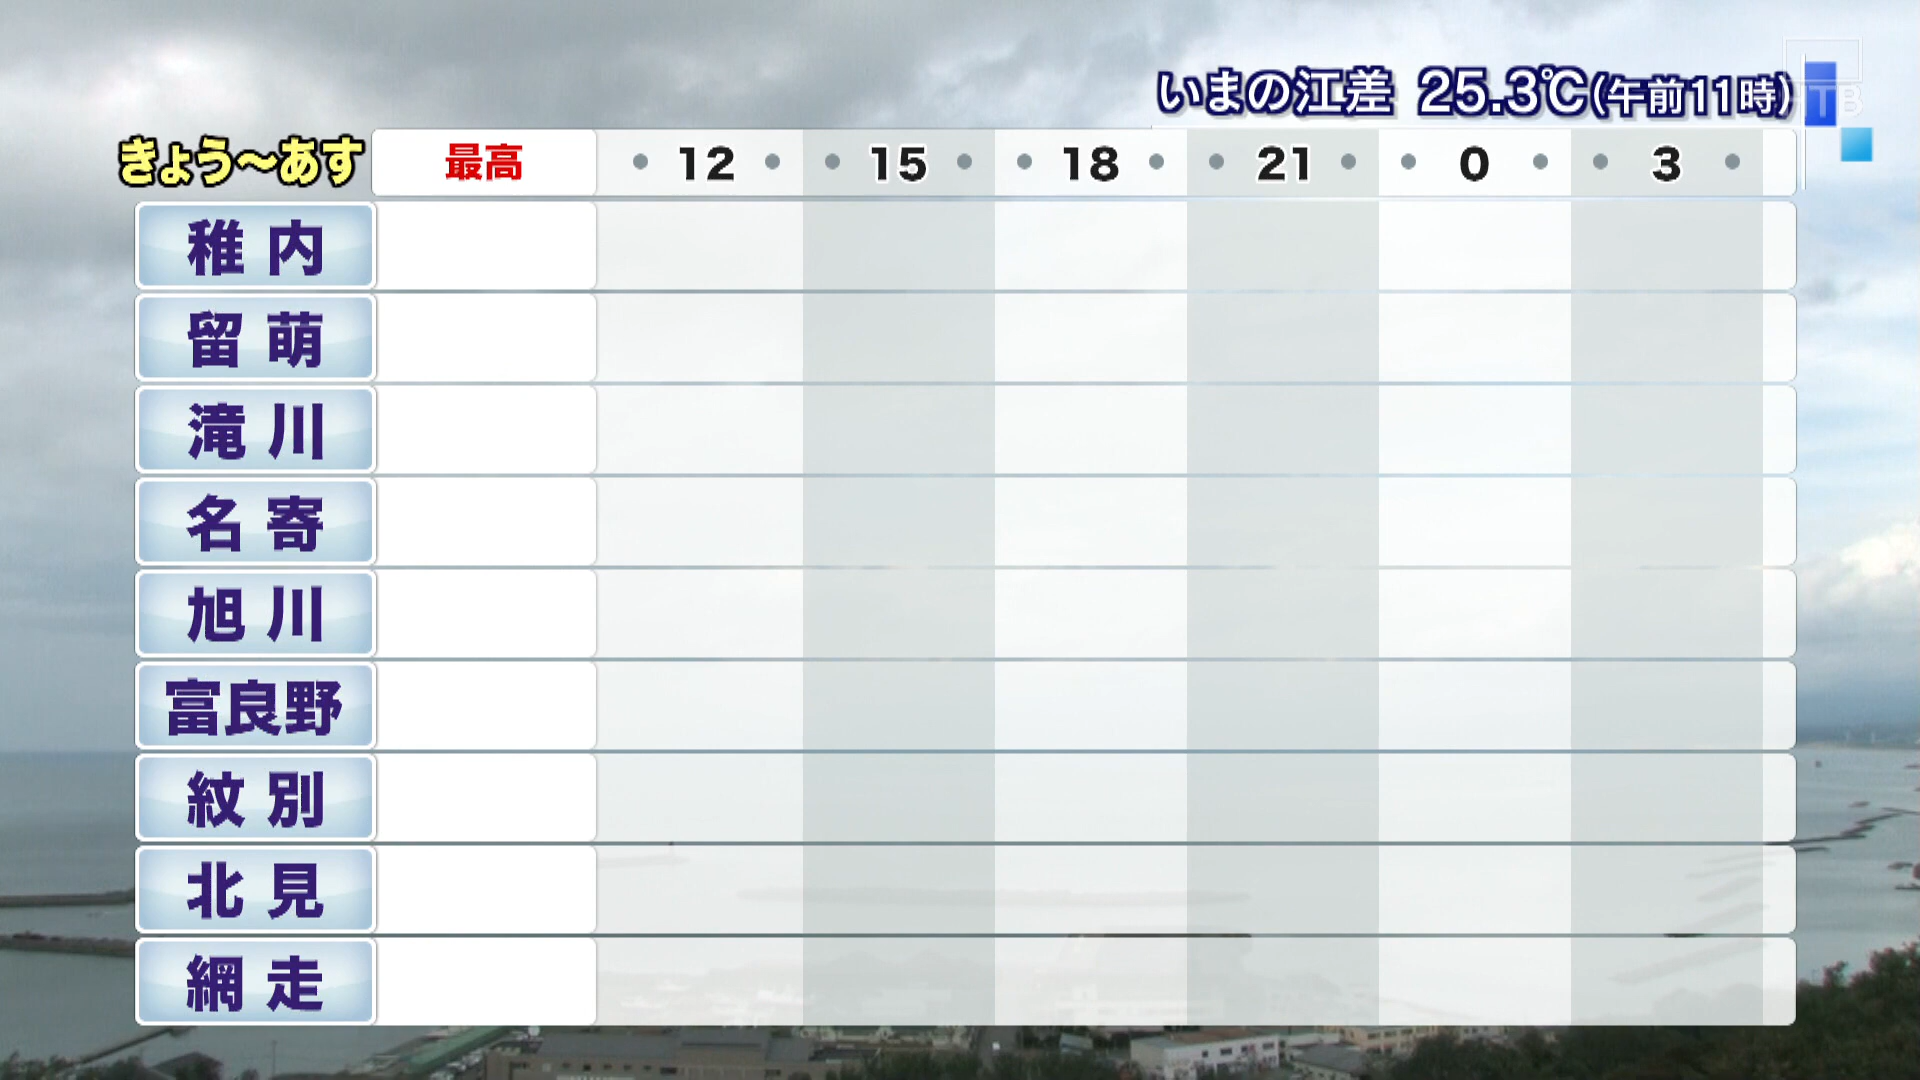 いまの江差 25.3℃(午前11時)
HTB
きょう～あす 最高 ・ 12 ・ ・ 15 ・ ・ 18 ・ ・ 21 ・ ・ 0 ・ ・ 3 ・
稚内
留萌
滝川
名寄
旭川
富良野
紋別
北見
網走